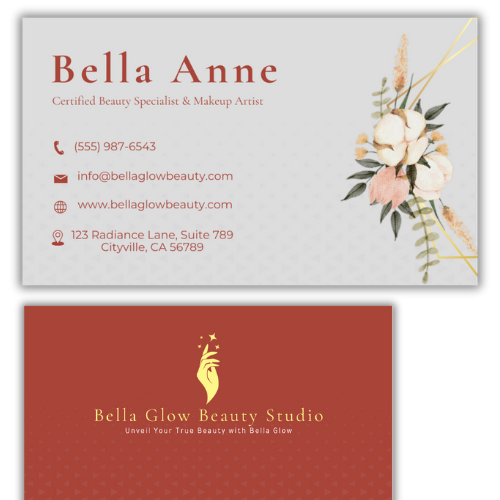 Bella Anne
Certified Beauty Specialist & Makeup Artist
(555) 987-6543
info@bellaglowbeauty.com
www.bellaglowbeauty.com
123 Radiance Lane, Suite 789
Cityville, CA 56789
Bella Glow Beauty Studio
Unveil Your True Beauty with Bella Glow